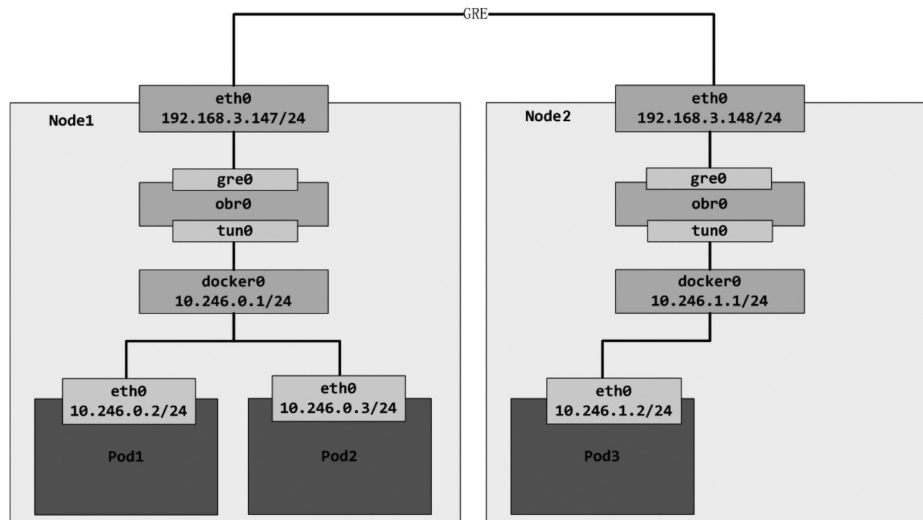 GRE
Node1
eth0
192.168.3.147/24
gre0
obr0
tun0
docker0
10.246.0.1/24
eth0
10.246.0.2/24
Pod1
eth0
10.246.0.3/24
Pod2
Node2
eth0
192.168.3.148/24
gre0
obr0
tun0
docker0
10.246.1.1/24
eth0
10.246.1.2/24
Pod3